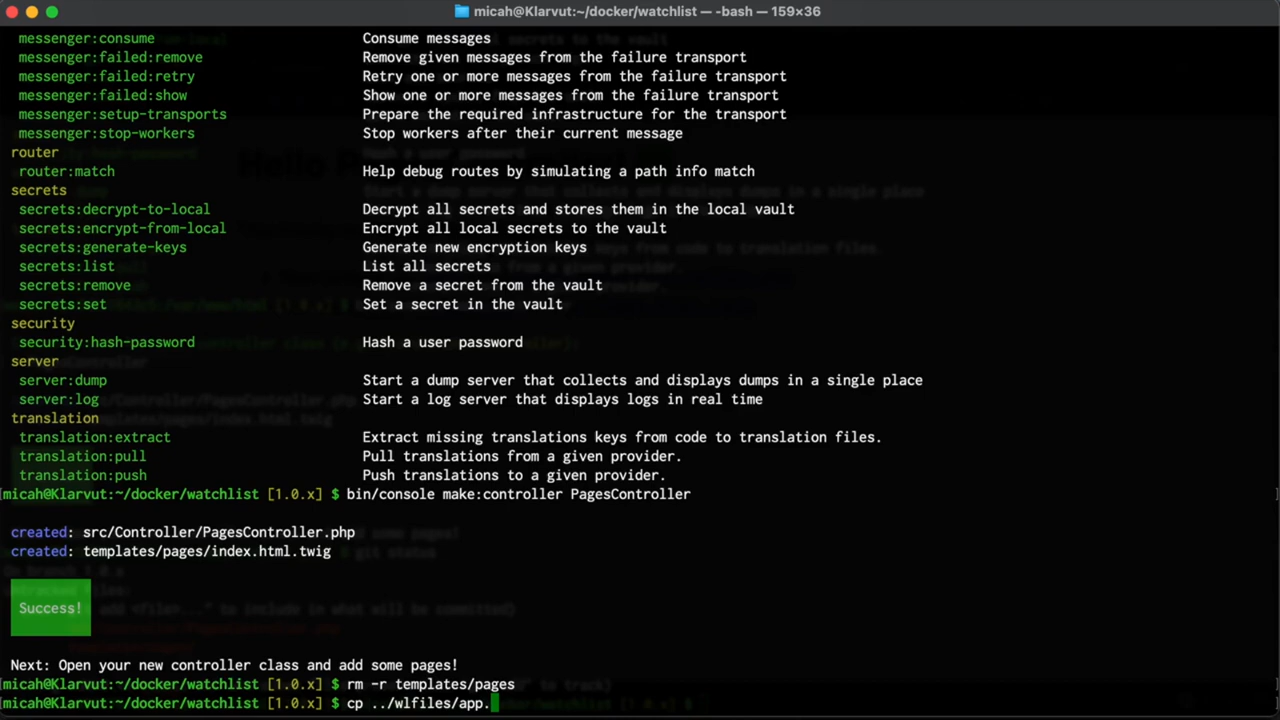 micah@Klarvut:~/docker/watchlist — -bash — 159×36
messenger:consume Consume messages
messenger:failed:remove Remove given messages from the failure transport
messenger:failed:retry Retry one or more messages from the failure transport
messenger:failed:show Show one or more messages from the failure transport
messenger:setup-transports Prepare the required infrastructure for the transport
messenger:stop-workers Stop workers after their current message
router
router:match Help debug routes by simulating a path info match
secrets
secrets:decrypt-to-local Decrypt all secrets and stores them in the local vault
secrets:encrypt-from-local Encrypt all local secrets to the vault
secrets:generate-keys Generate new encryption keys
secrets:list List all secrets
secrets:remove Remove a secret from the vault
secrets:set Set a secret in the vault
security
security:hash-password Hash a user password
server
server:dump Start a dump server that collects and displays dumps in a single place
server:log Start a log server that displays logs in real time
translation
translation:extract Extract missing translations keys from code to translation files.
translation:pull Pull translations from a given provider.
translation:push Push translations to a given provider.
[micah@Klarvut:~/docker/watchlist [1.0.x] $ bin/console make:controller PagesController ]
created: src/Controller/PagesController.php
created: templates/pages/index.html.twig
Success!
Next: Open your new controller class and add some pages!
[micah@Klarvut:~/docker/watchlist [1.0.x] $ rm -r templates/pages ]
micah@Klarvut:~/docker/watchlist [1.0.x] $ cp ../wlfiles/app.